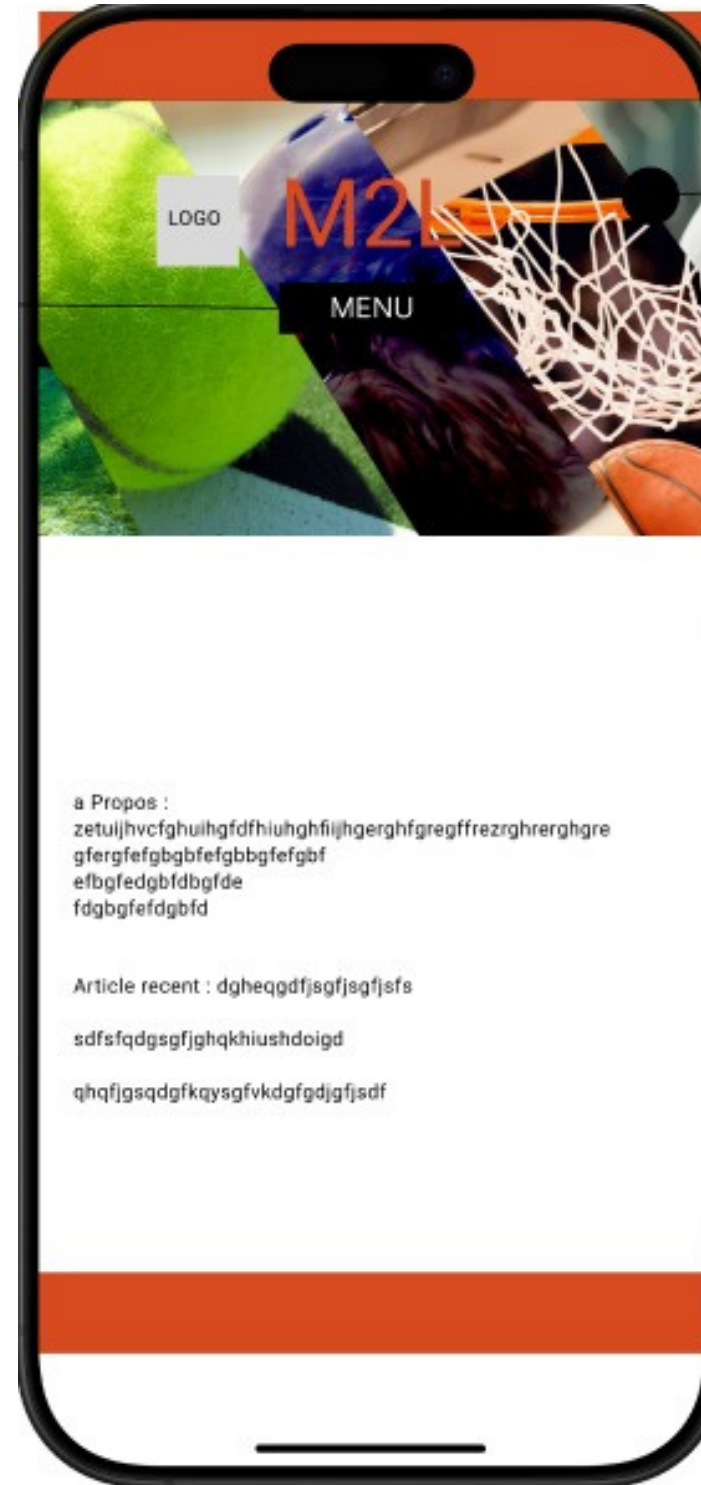 LOGO
M2L
MENU
a Propos :
zetuijhvcfghuihgfdfhiuhghfiijhgerghfgregffrezrghrerghgre
gfergfefgbgbfefgbbgfefgbf
efbgfedgbfdbgfde
fdgbgfefdgbfd
Article recent : dgheqgdfjsgfjsgfjsfs
sdfsfqdgsgfjghqkhiushdoigd
qhqfjgsqdgfkqysgfvkdgfgdjgfjsdf